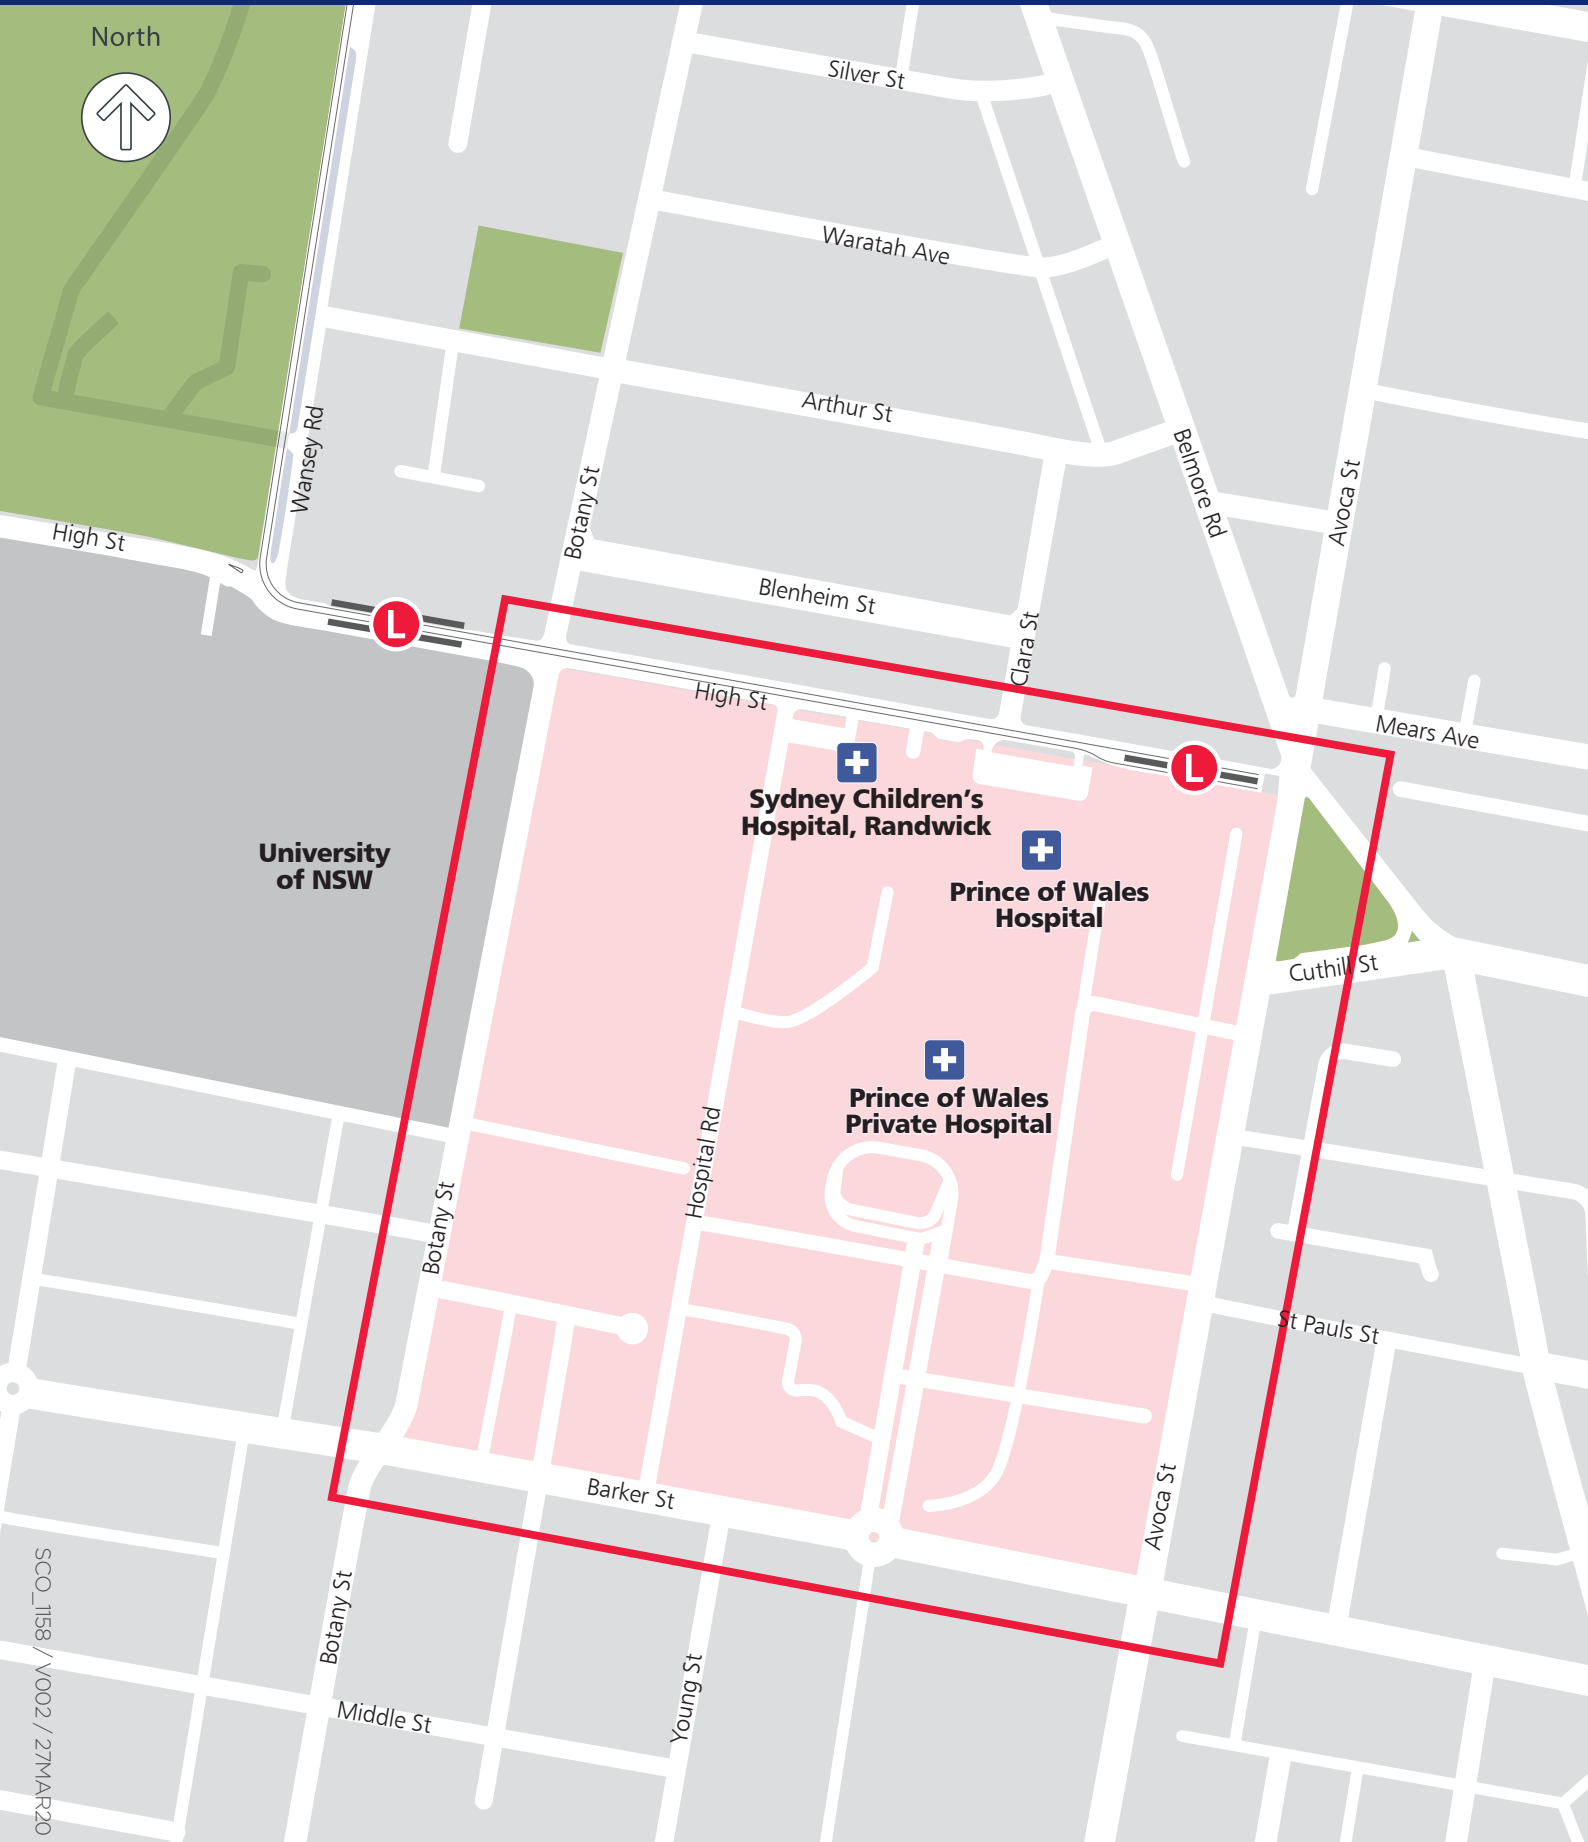 North
Silver St
Waratah Ave
Arthur St
Wansey Rd
Belmore Rd
Avoca St
Botany St
High St
Blenheim St
Clara St
L
High St
Mears Ave
L
Sydney Children's
Hospital, Randwick
University
of NSW
Prince of Wales
Hospital
Cuthill St
Prince of Wales
Private Hospital
Hospital Rd
Botany St
St Pauls St
Barker St
Avoca St
Botany St
Young St
Middle St
SCO_1158 / V002 / 27MAR20